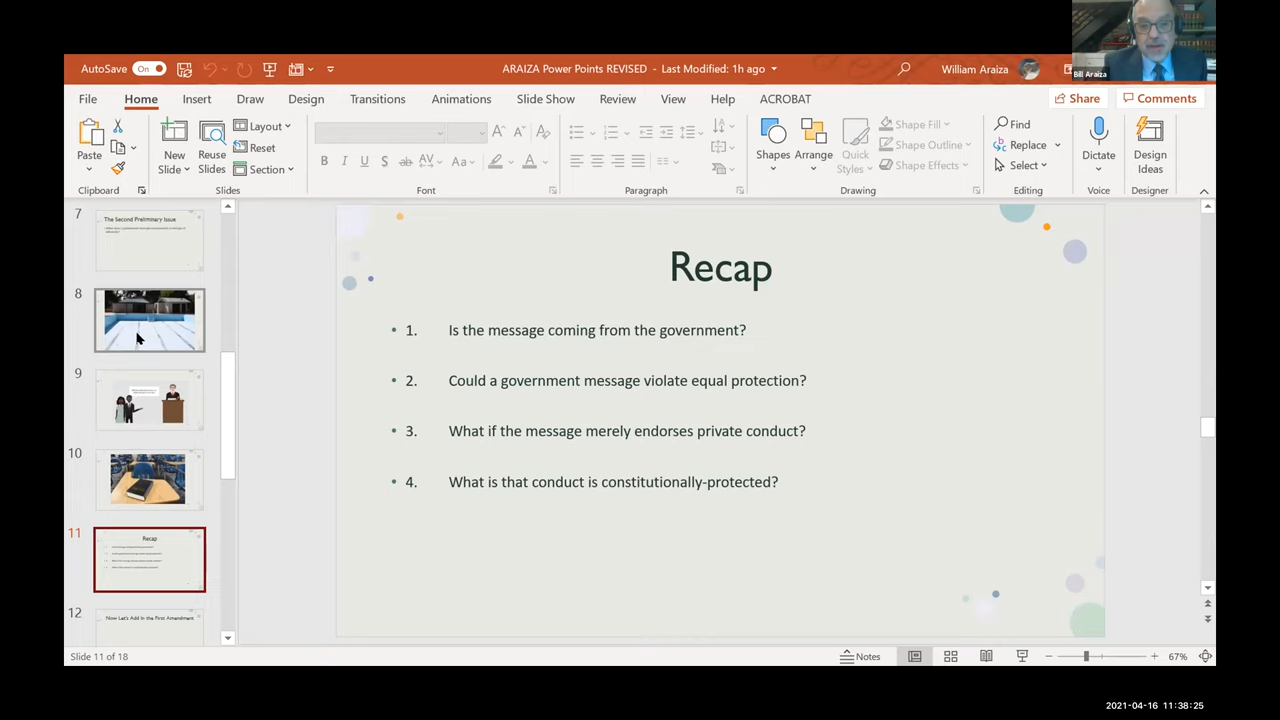 AutoSave On
ARAIZA Power Points REVISED - Last Modified: 1h ago
William Araiza
Bill Araiza
File Home Insert Draw Design Transitions Animations Slide Show Review View Help ACROBAT
Share Comments
Paste
New Slide
Reuse Slides
Layout
Reset
Section
B I U S ab AV Aa A
Shapes
Arrange
Quick Styles
Shape Fill
Shape Outline
Shape Effects
Find
Replace
Select
Dictate
Design Ideas
Clipboard Slides Font Paragraph Drawing Editing Voice Designer
7
The Second Preliminary Issue
8
9
10
11
Recap
12
Now Let's Add In the First Amendment
Recap
• 1. Is the message coming from the government?
• 2. Could a government message violate equal protection?
• 3. What if the message merely endorses private conduct?
• 4. What is that conduct is constitutionally-protected?
Slide 11 of 18
Notes
67%
2021-04-16 11:38:25